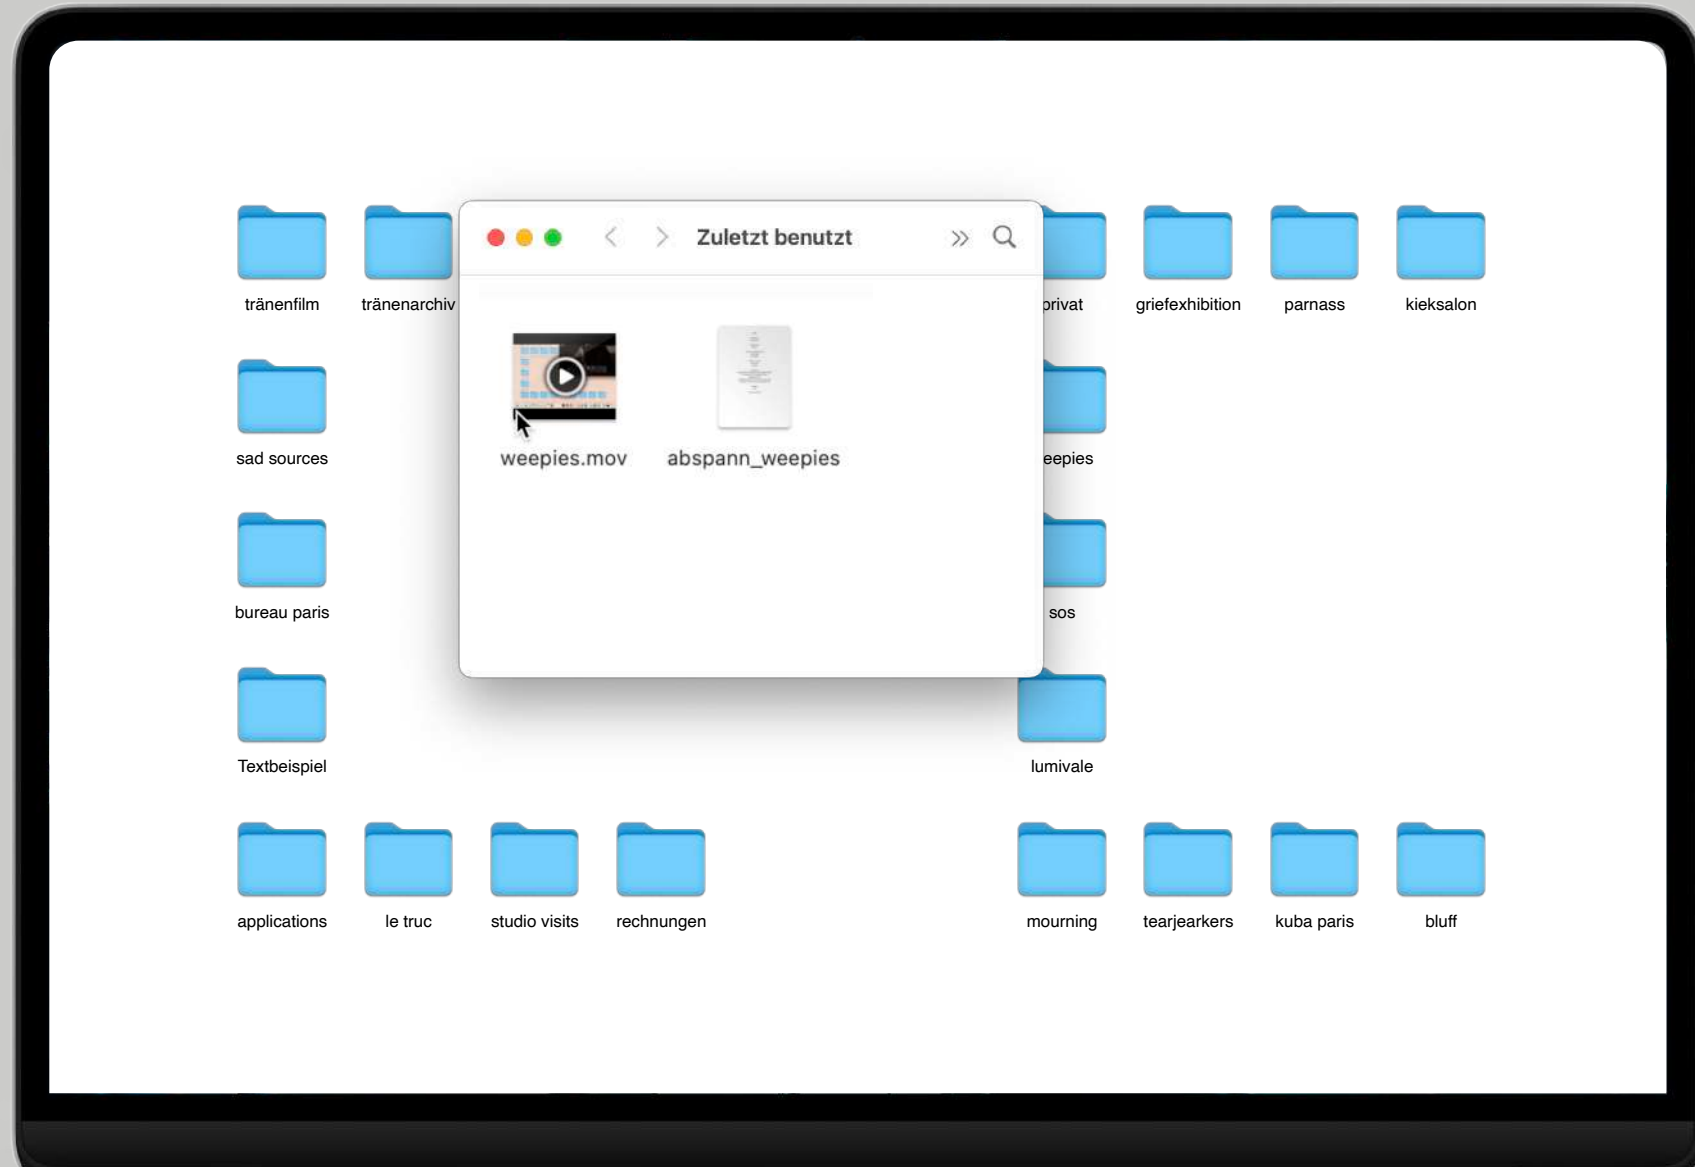 Zuletzt benutzt
tränenfilm
tränenarchiv
privat
griefexhibition
parnass
kieksalon
weepies.mov
abspann_weepies
sad sources
eepies
bureau paris
sos
Textbeispiel
lumivale
applications
le truc
studio visits
rechnungen
mourning
tearjearkers
kuba paris
bluff